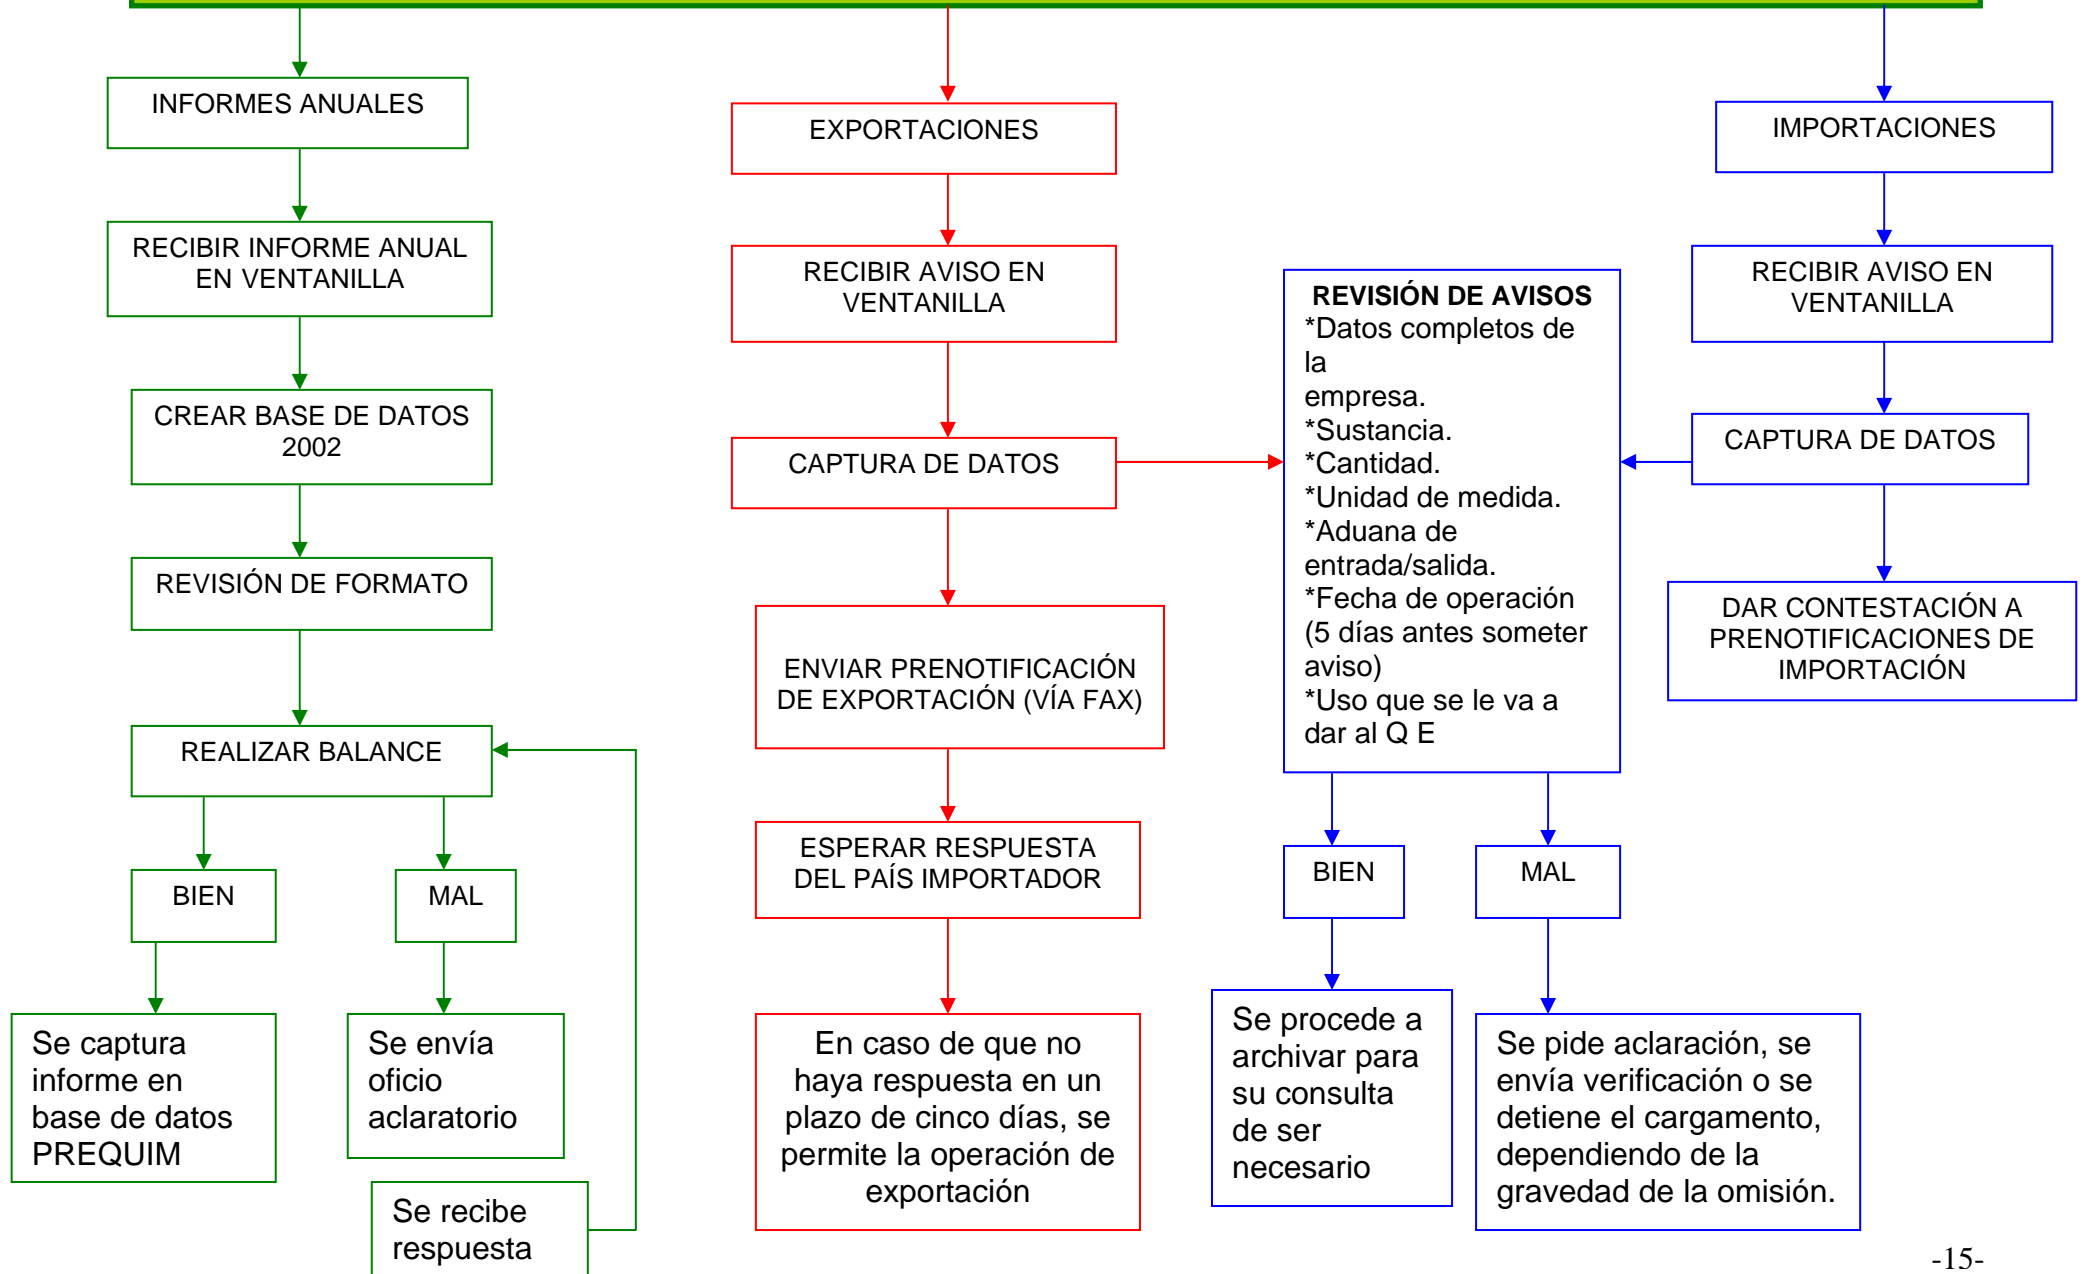 INFORMES ANUALES
RECIBIR INFORME ANUAL
EN VENTANILLA
CREAR BASE DE DATOS
2002
REVISIÓN DE FORMATO
REALIZAR BALANCE
BIEN
MAL
Se captura
informe en
base de datos
PREQUIM
Se envía
oficio
aclaratorio
Se recibe
respuesta
EXPORTACIONES
RECIBIR AVISO EN
VENTANILLA
CAPTURA DE DATOS
ENVIAR PRENOTIFICACIÓN
DE EXPORTACIÓN (VÍA FAX)
ESPERAR RESPUESTA
DEL PAÍS IMPORTADOR
En caso de que no
haya respuesta en un
plazo de cinco días, se
permite la operación de
exportación
REVISIÓN DE AVISOS
*Datos completos de
la
empresa.
*Sustancia.
*Cantidad.
*Unidad de medida.
*Aduana de
entrada/salida.
*Fecha de operación
(5 días antes someter
aviso)
*Uso que se le va a
dar al Q E
BIEN
MAL
Se procede a
archivar para
su consulta
de ser
necesario
Se pide aclaración, se
envía verificación o se
detiene el cargamento,
dependiendo de la
gravedad de la omisión.
IMPORTACIONES
RECIBIR AVISO EN
VENTANILLA
CAPTURA DE DATOS
DAR CONTESTACIÓN A
PRENOTIFICACIONES DE
IMPORTACIÓN
-15-